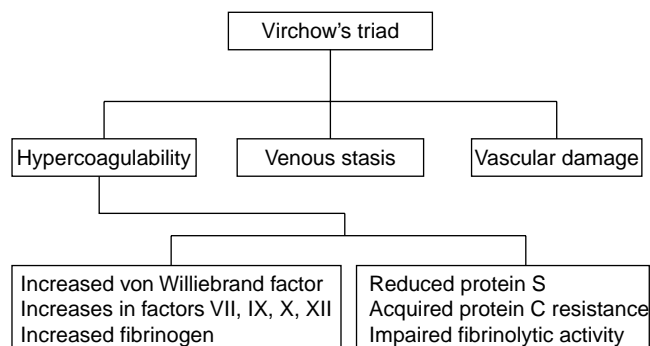 Virchow's triad
Hypercoagulability
Venous stasis
Vascular damage
Increased von Williebrand factor
Increases in factors VII, IX, X, XII
Increased fibrinogen
Reduced protein S
Acquired protein C resistance
Impaired fibrinolytic activity